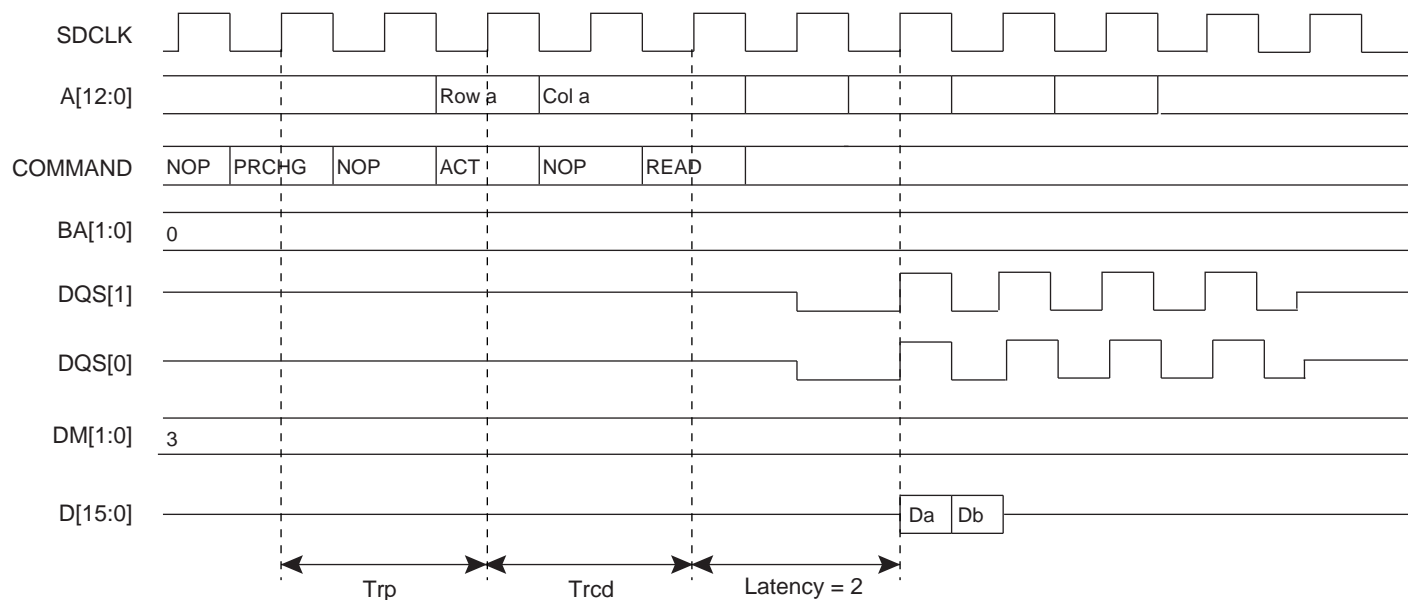 SDCLK
A[12:0] Row a Col a
COMMAND NOP PRCHG NOP ACT NOP READ
BA[1:0] 0
DQS[1]
DQS[0]
DM[1:0] 3
D[15:0] Da Db
Trp Trcd Latency = 2